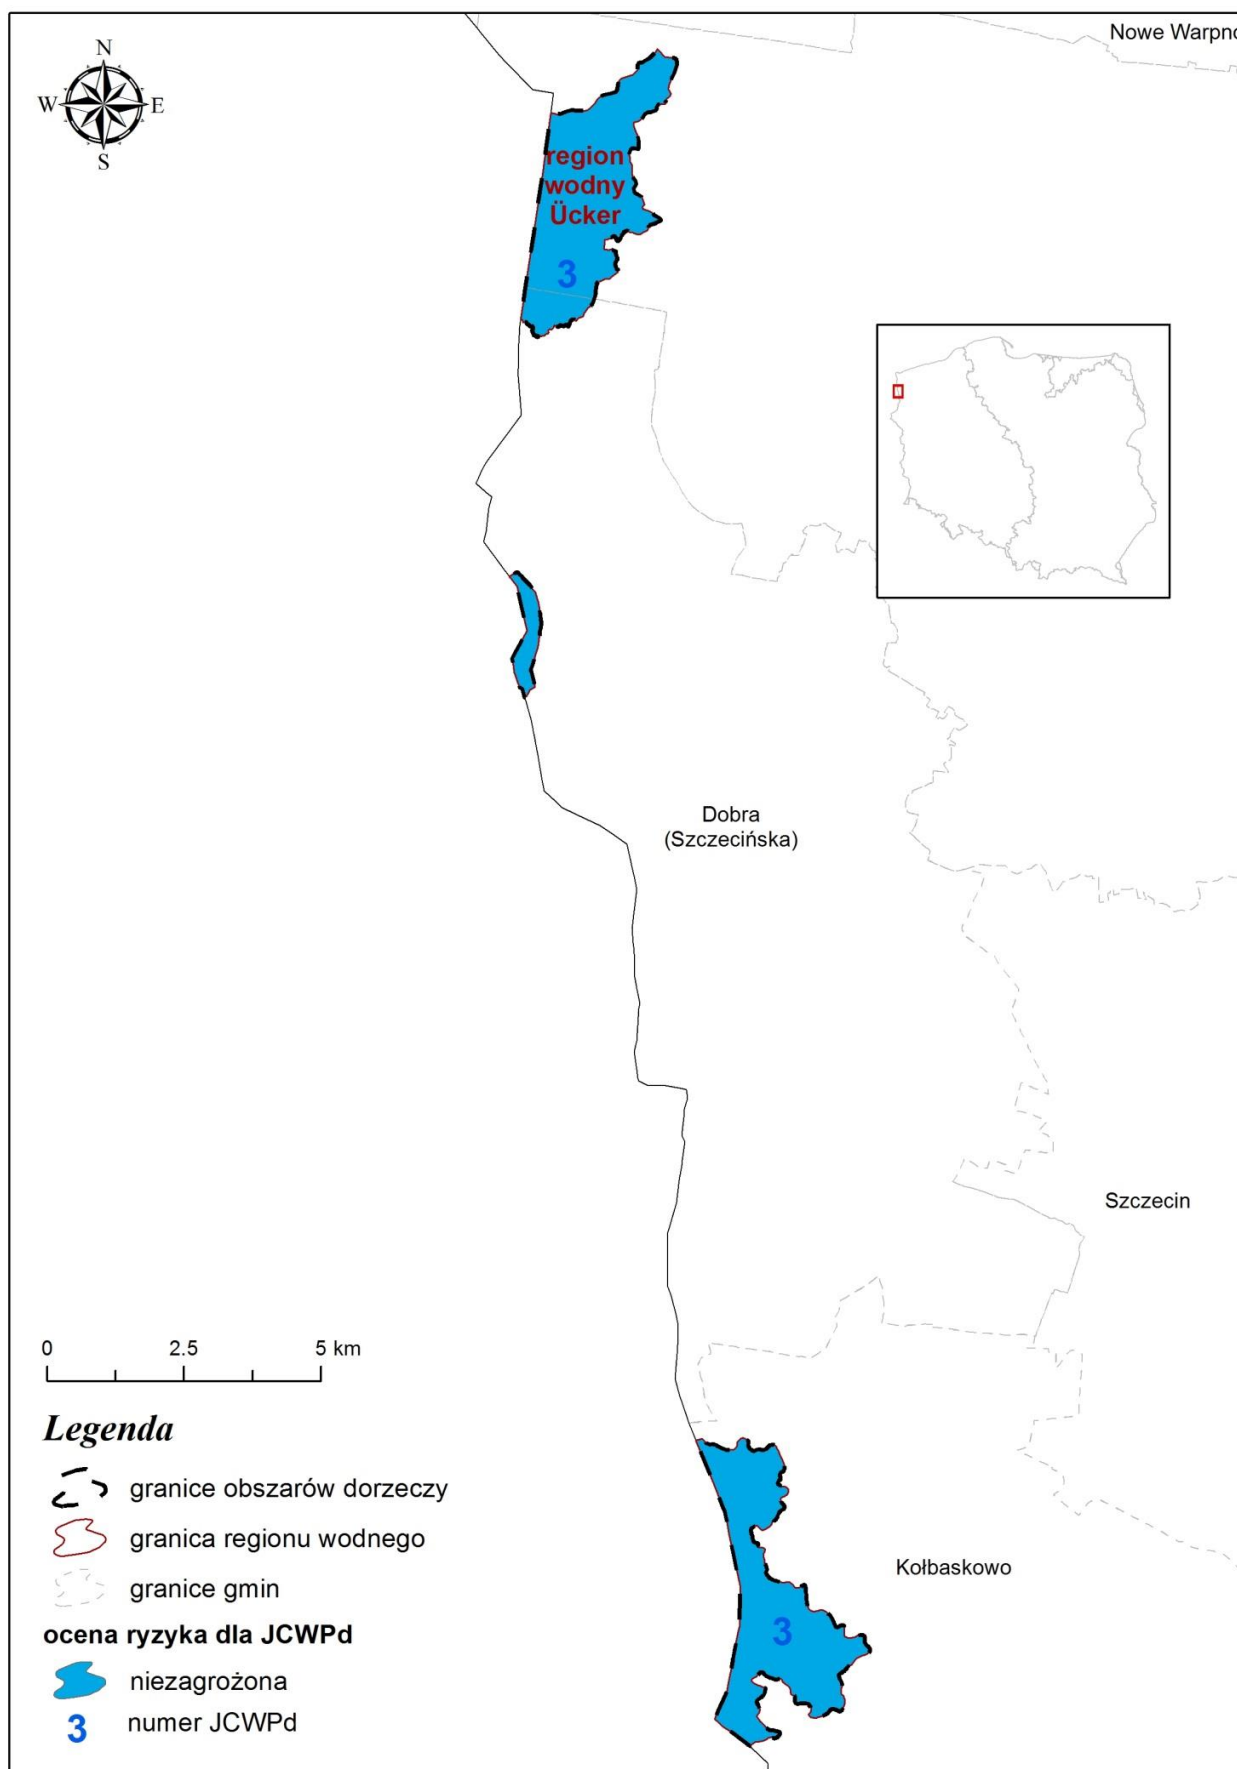 Nowe Warpno
N
W
E
S
region
wodny
Ücker
3
Dobra
(Szczecińska)
Szczecin
0
2.5
5 km
Legenda
granice obszarów dorzeczy
granica regionu wodnego
granice gmin
ocena ryzyka dla JCWPd
niezagrożona
3
numer JCWPd
Kołbaskowo
3